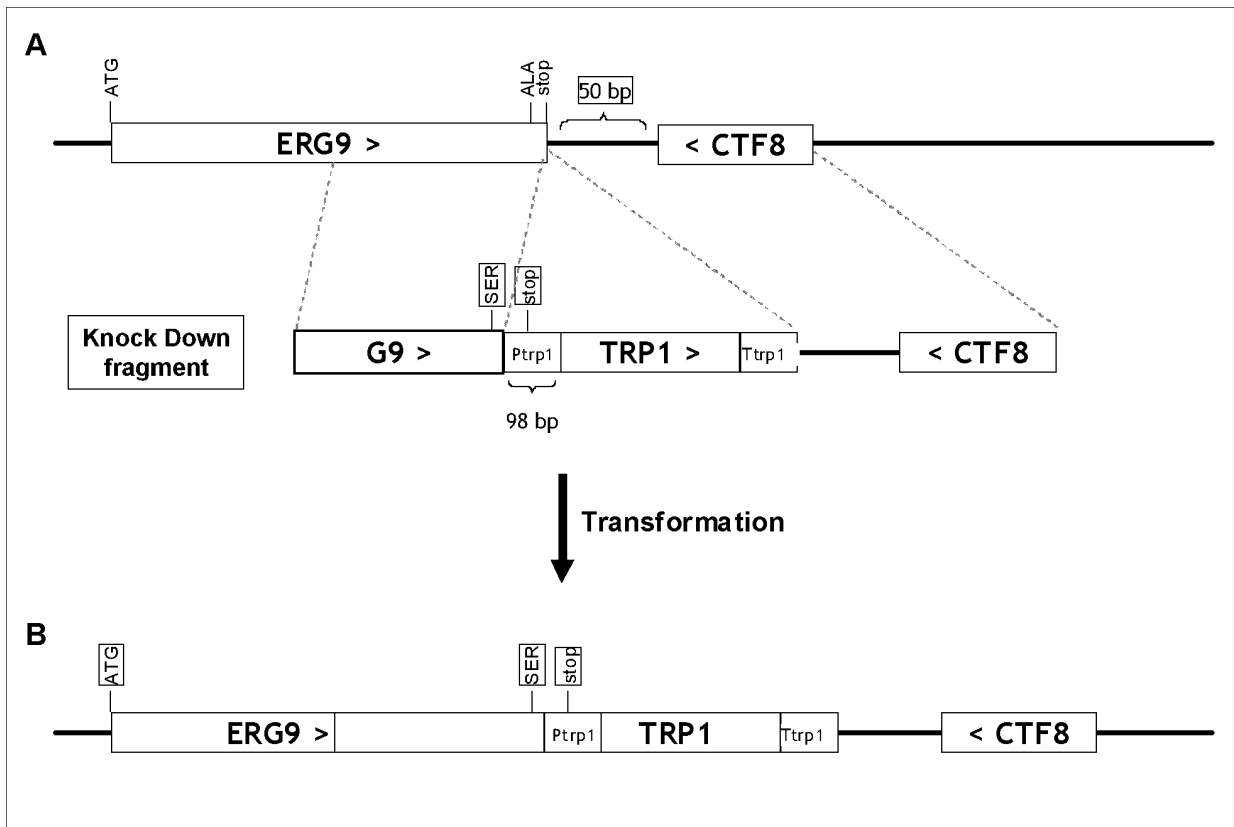 A
ATG
ALA
stop
50 bp
ERG9 >
< CTF8
SER
stop
Knock Down
fragment
G9 >
Ptrp1
TRP1 >
Ttrp1
< CTF8
98 bp
Transformation
B
ATG
SER
stop
ERG9 >
Ptrp1
TRP1
Ttrp1
< CTF8